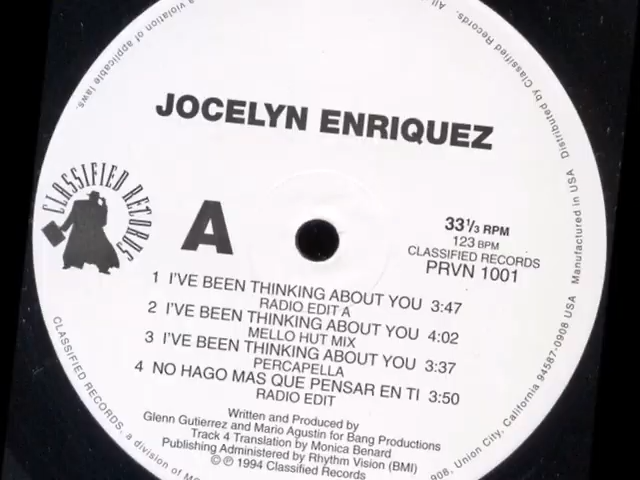 a violation of applicable laws.
All
Distributed by Classified Records. Manufactured in USA
JOCELYN ENRIQUEZ
CLASSIFIED RECORDS
A
33⅓ RPM
123 BPM
CLASSIFIED RECORDS
PRVN 1001
1 I'VE BEEN THINKING ABOUT YOU 3:47
RADIO EDIT A
2 I'VE BEEN THINKING ABOUT YOU 4:02
MELLO HUT MIX
3 I'VE BEEN THINKING ABOUT YOU 3:37
PERCAPELLA
4 NO HAGO MAS QUE PENSAR EN TI 3:50
RADIO EDIT
Written and Produced by
Glenn Gutierrez and Mario Agustin for Bang Productions
Track 4 Translation by Monica Benard
Publishing Administered by Rhythm Vision (BMI)
© ℗ 1994 Classified Records
CLASSIFIED RECORDS, a division of
908, Union City, California 94587-0908 USA